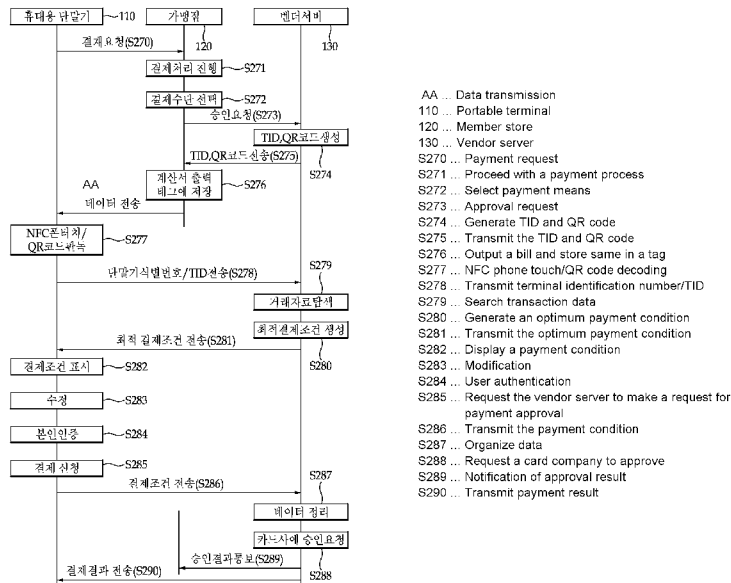 휴대용 단말기
110
가맹점
120
벤더서버
130
결재요청(S270)
결제처리 진행
S271
결제수단 선택
S272
승인요청(S273)
TID,QR코드생성
S274
TID,QR코드전송(S275)
계산서 출력
태그에 저장
S276
AA
데이터 전송
NFC폰터치/
QR코드판독
S277
단말기식별번호/TID전송(S278)
S279
거래자료탐색
최적결제조건 생성
S280
최적 결제조건 전송(S281)
결제조건 표시
S282
수정
S283
본인인증
S284
결제 신청
S285
결제조건 전송(S286)
S287
데이터 정리
카드사에 승인요청
S288
승인결과통보(S289)
결제결과 전송(S290)
AA ... Data transmission
110 ... Portable terminal
120 ... Member store
130 ... Vendor server
S270 ... Payment request
S271 ... Proceed with a payment process
S272 ... Select payment means
S273 ... Approval request
S274 ... Generate TID and QR code
S275 ... Transmit the TID and QR code
S276 ... Output a bill and store same in a tag
S277 ... NFC phone touch/QR code decoding
S278 ... Transmit terminal identification number/TID
S279 ... Search transaction data
S280 ... Generate an optimum payment condition
S281 ... Transmit the optimum payment condition
S282 ... Display a payment condition
S283 ... Modification
S284 ... User authentication
S285 ... Request the vendor server to make a request for
payment approval
S286 ... Transmit the payment condition
S287 ... Organize data
S288 ... Request a card company to approve
S289 ... Notification of approval result
S290 ... Transmit payment result